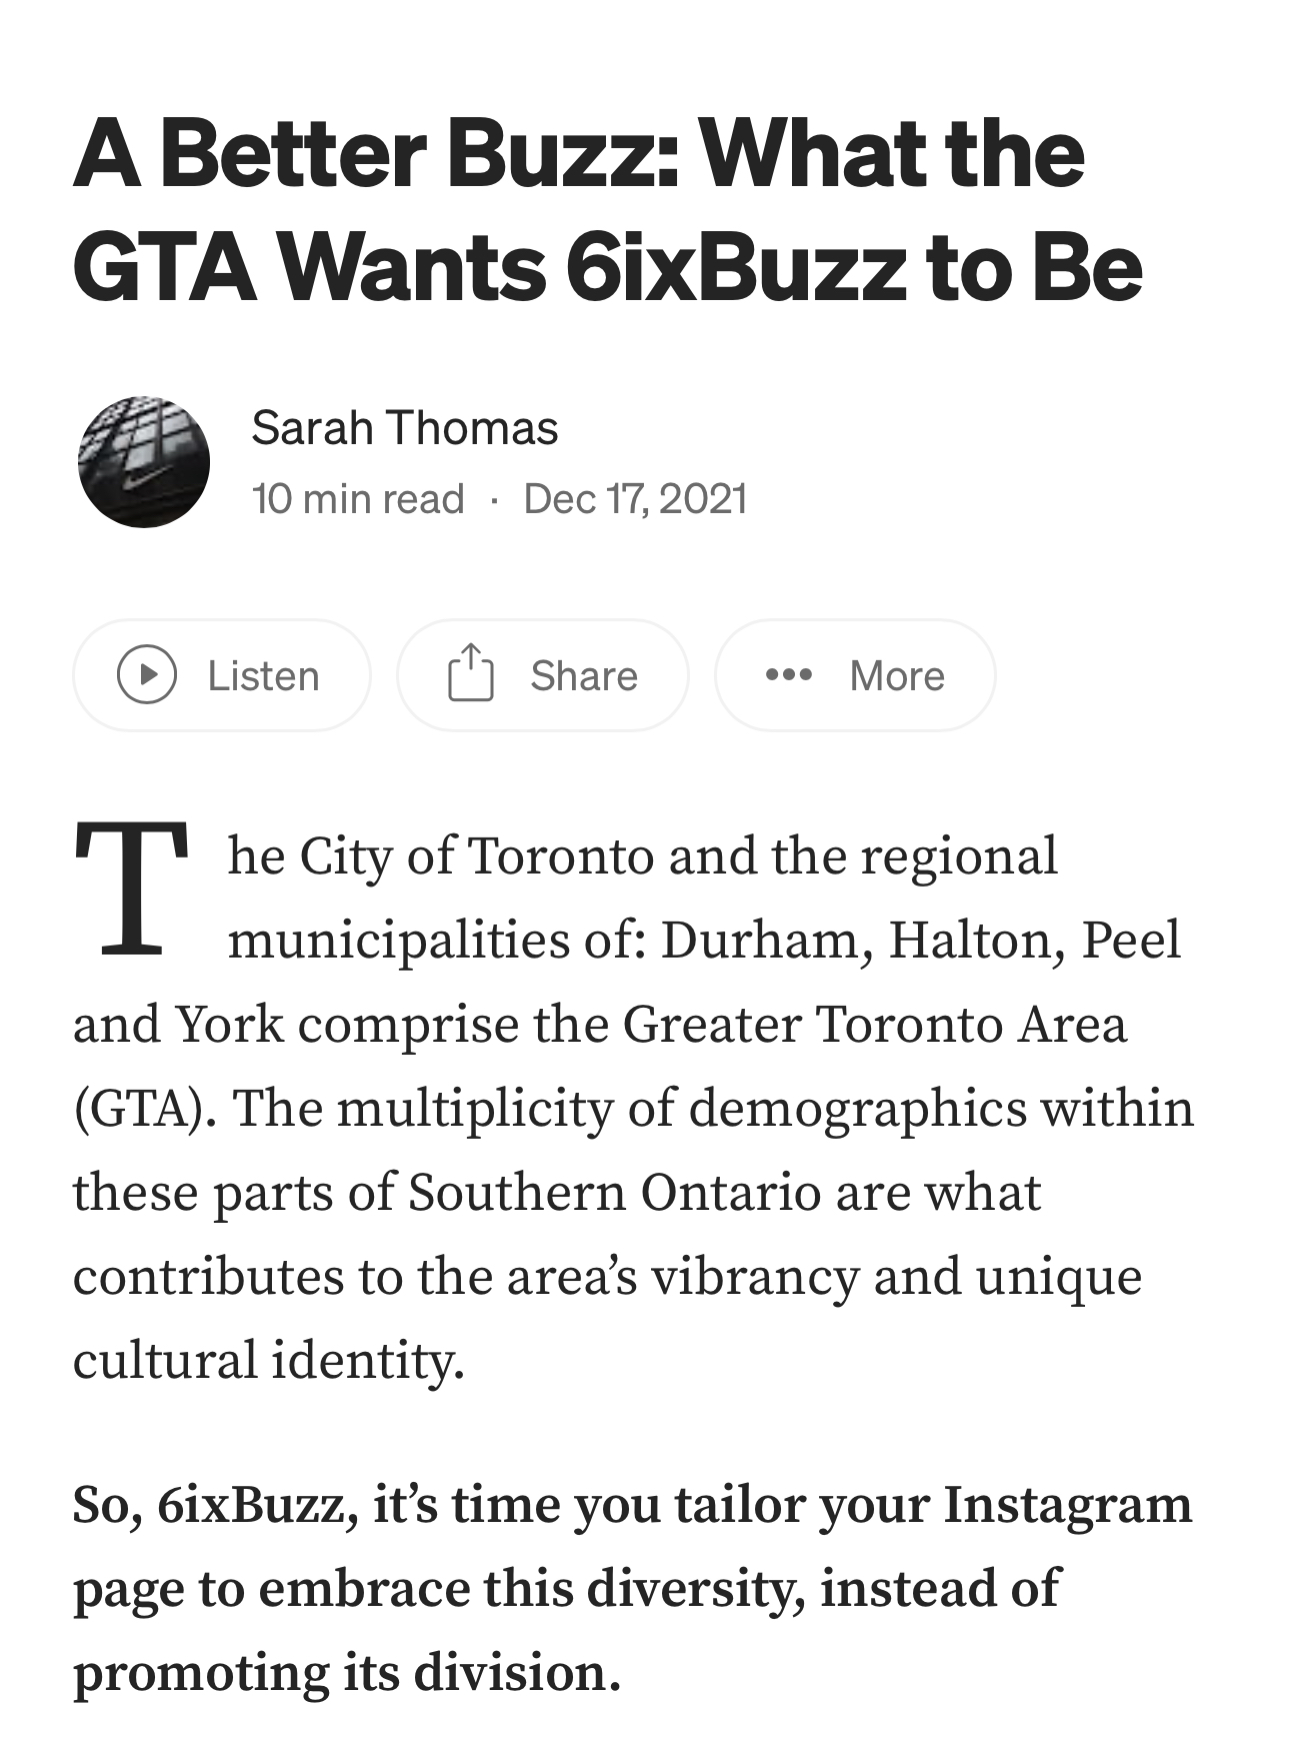 A Better Buzz: What the
GTA Wants 6ixBuzz to Be
Sarah Thomas
10 min read · Dec 17, 2021
Listen
Share
More
The City of Toronto and the regional
municipalities of: Durham, Halton, Peel
and York comprise the Greater Toronto Area
(GTA). The multiplicity of demographics within
these parts of Southern Ontario are what
contributes to the area’s vibrancy and unique
cultural identity.
So, 6ixBuzz, it’s time you tailor your Instagram
page to embrace this diversity, instead of
promoting its division.